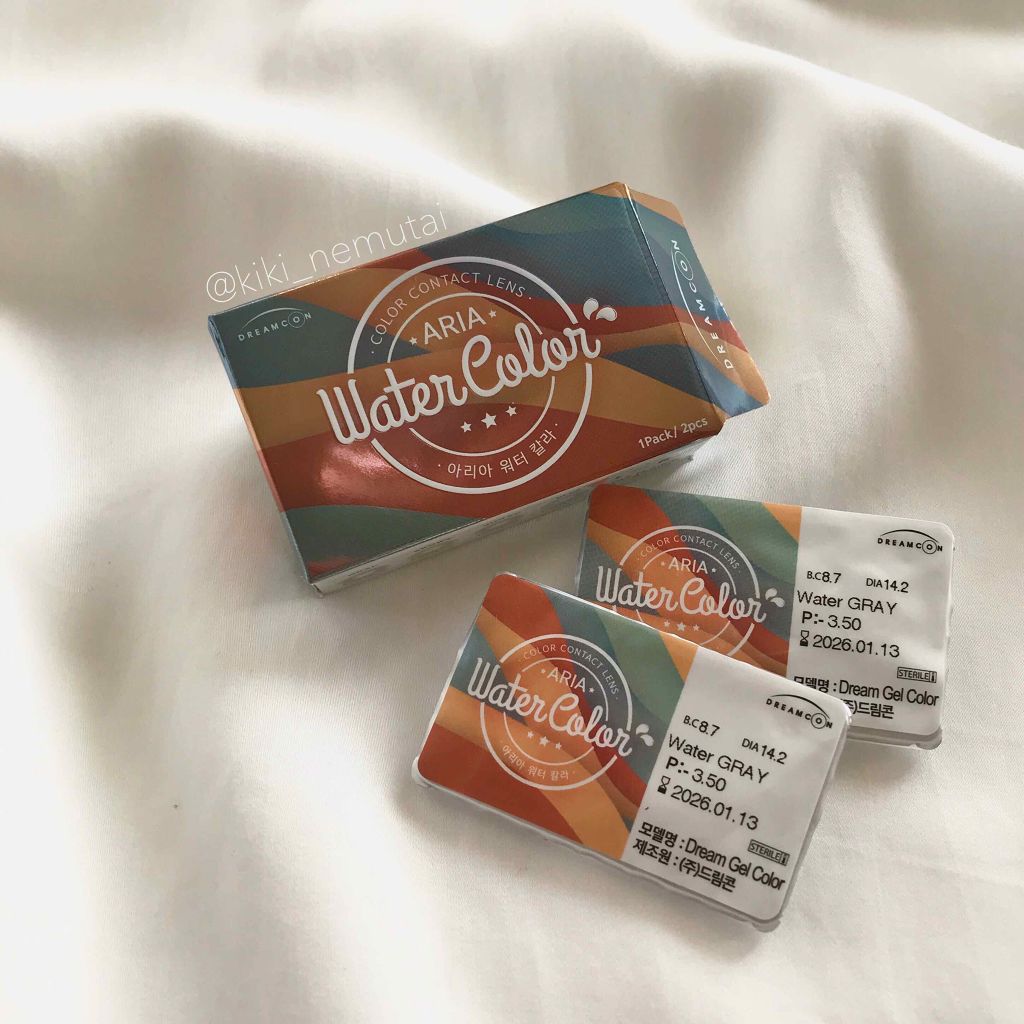 @kiki_nemutai
DREAMCON
· COLOR CONTACT LENS ·
ARIA
Water Color
· 아리아 워터 칼라 ·
1Pack/ 2pcs
DREAMCON
· COLOR CONTACT LENS ·
ARIA
Water Color
DREAMCON
B.C 8.7 DIA 14.2
Water GRAY
P:- 3.50
2026.01.13
STERILE
모델명 : Dream Gel Color
(주)드림콘
· COLOR CONTACT LENS ·
ARIA
Water Color
· 아리아 워터 칼라 ·
DREAMCON
B.C 8.7 DIA 14.2
Water GRAY
P:- 3.50
2026.01.13
STERILE
모델명 : Dream Gel Color
제조원 : (주)드림콘